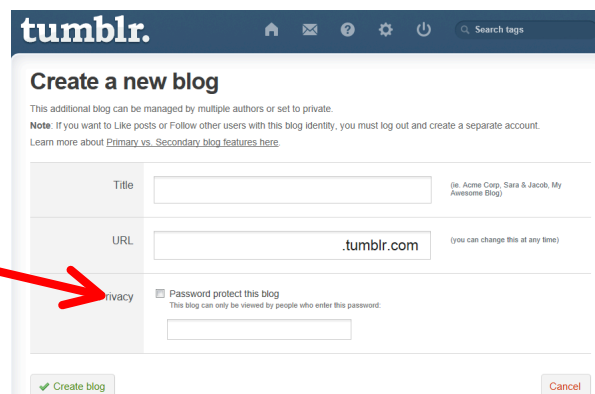 tumblr.
Search tags
Create a new blog
This additional blog can be managed by multiple authors or set to private.
Note: If you want to Like posts or Follow other users with this blog identity, you must log out and create a separate account.
Learn more about Primary vs. Secondary blog features here.
Title
(ie. Acme Corp, Sara & Jacob, My
Awesome Blog)
URL
.tumblr.com
(you can change this at any time)
rivacy
Password protect this blog
This blog can only be viewed by people who enter this password:
Create blog
Cancel